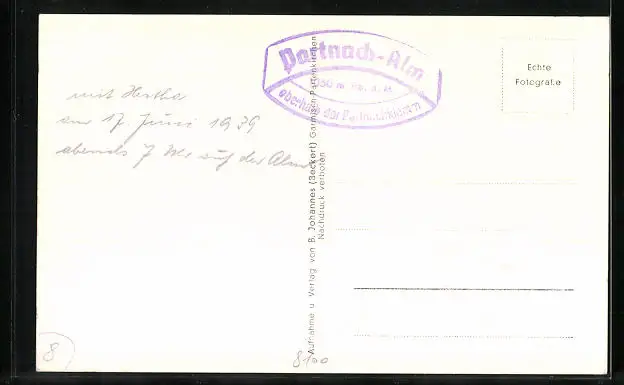 mit Hertha
am 17. Juni 1939
abends 7 Uhr auf der Alm
Partnach-Alm
oberhalb der Partnachklamm
Echte
Fotografie
Aufnahme u Verlag von B. Johannes (Beckert) Garmisch-Partenkirchen
Nachdruck verboten
8
8100